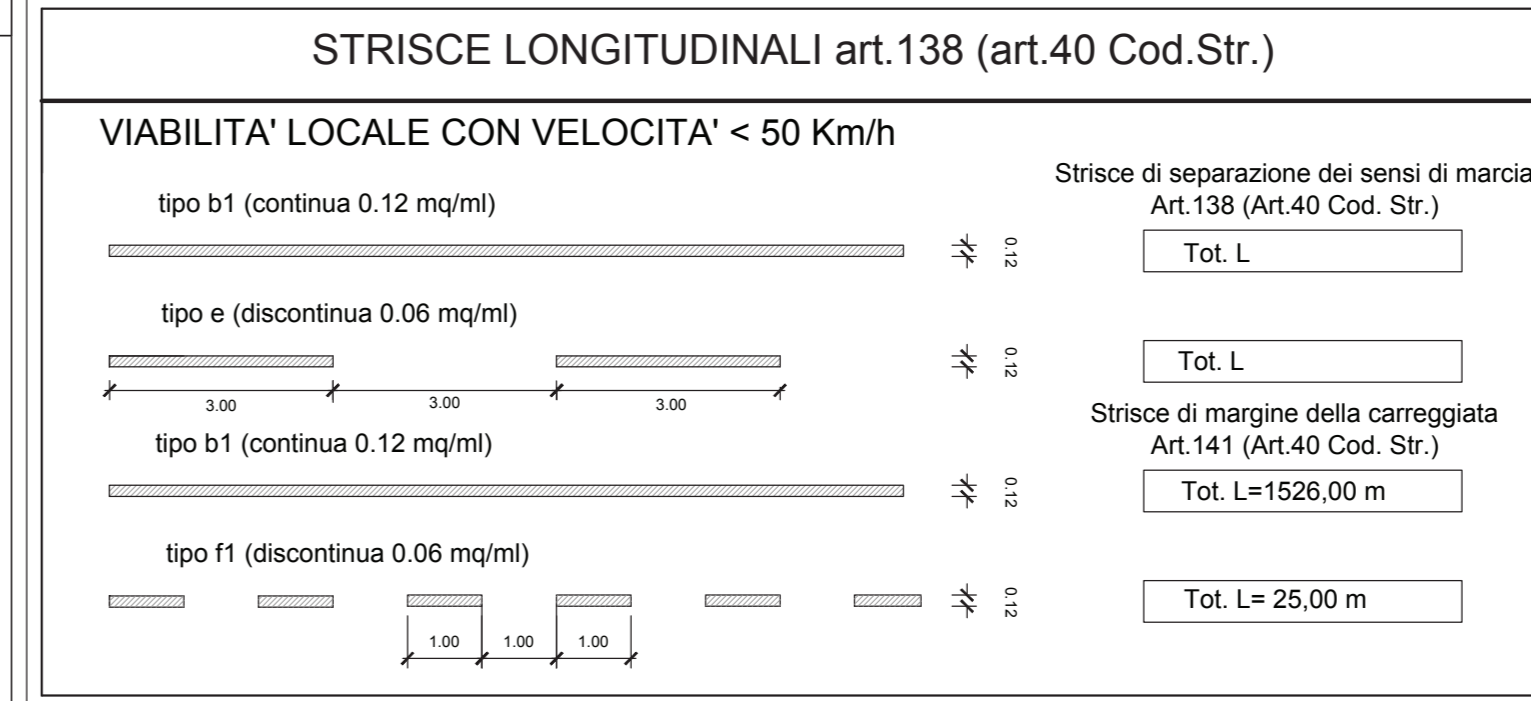 STRISCE LONGITUDINALI art.138 (art.40 Cod.Str.)
VIABILITA' LOCALE CON VELOCITA' < 50 Km/h
Strisce di separazione dei sensi di marcia
Art.138 (Art.40 Cod. Str.)
tipo b1 (continua 0.12 mq/ml)
0.12
Tot. L
tipo e (discontinua 0.06 mq/ml)
0.12
Tot. L
3.00
3.00
3.00
Strisce di margine della carreggiata
Art.141 (Art.40 Cod. Str.)
tipo b1 (continua 0.12 mq/ml)
0.12
Tot. L=1526,00 m
tipo f1 (discontinua 0.06 mq/ml)
0.12
Tot. L= 25,00 m
1.00
1.00
1.00